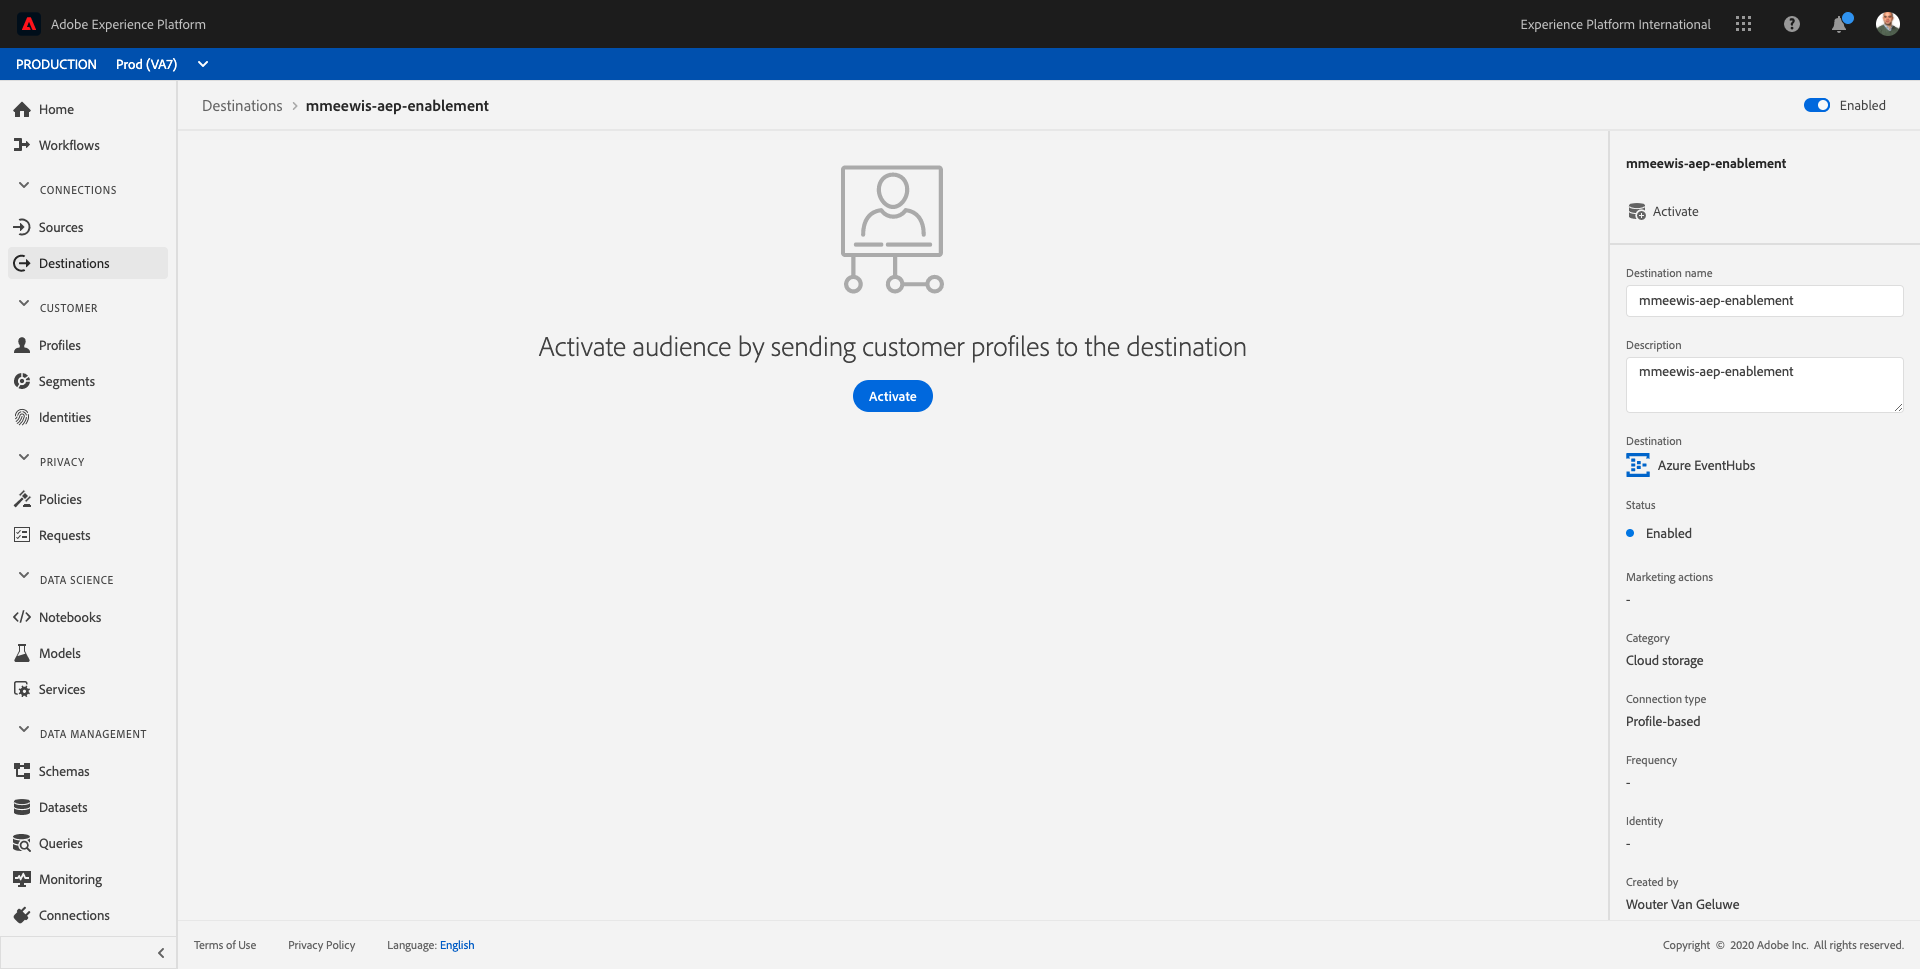 Adobe Experience Platform
Experience Platform International
PRODUCTION Prod (VA7)
Home
Workflows
CONNECTIONS
Sources
Destinations
CUSTOMER
Profiles
Segments
Identities
PRIVACY
Policies
Requests
DATA SCIENCE
Notebooks
Models
Services
DATA MANAGEMENT
Schemas
Datasets
Queries
Monitoring
Connections
Destinations > mmeewis-aep-enablement
Enabled
Activate audience by sending customer profiles to the destination
Activate
mmeewis-aep-enablement
Activate
Destination name
mmeewis-aep-enablement
Description
mmeewis-aep-enablement
Destination
Azure EventHubs
Status
Enabled
Marketing actions
-
Category
Cloud storage
Connection type
Profile-based
Frequency
-
Identity
-
Created by
Wouter Van Geluwe
Terms of Use Privacy Policy Language: English
Copyright © 2020 Adobe Inc. All rights reserved.